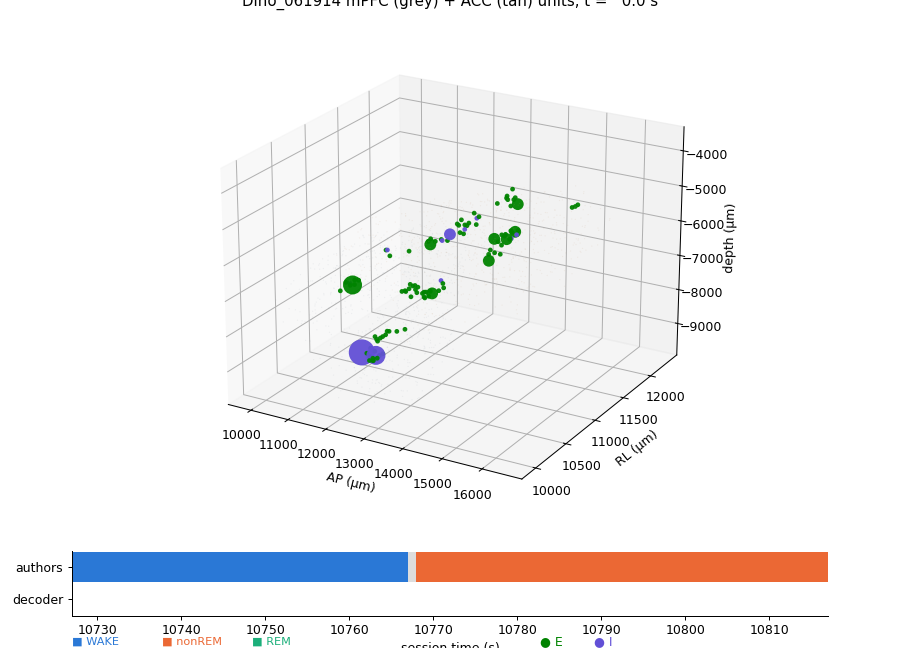 Dino_061914 mPFC (grey) + ACC (tan) units, t = 0.0 s
−4000
−5000
−6000
−7000
−8000
−9000
depth (μm)
12000
11500
11000
10500
10000
RL (μm)
10000
11000
12000
13000
14000
15000
16000
AP (μm)
authors
decoder
10730 10740 10750 10760 10770 10780 10790 10800 10810
WAKE nonREM REM E I
session time (s)